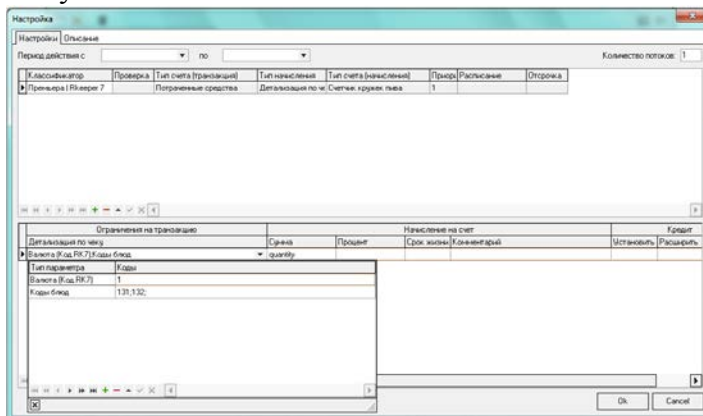 Настройка
Настройки Описание
Период действия с по Количество потоков: 1
Классификатор Проверка Тип счета (транзакция) Тип начисления Тип счета (начисления) Приори Расписание Отсрочка
Премьера | Rkeeper 7 Потраченные средства Детализация по че Счетчик кружек пива 1
Ограничения на транзакцию Начисление на счет Кредит
Детализация по чеку Сумма Процент Срок жизни Комментарий Установить Расширить
Валюта (Код RK7);Коды блюд quantity
Тип параметра Коды
Валюта (Код RK7) 1
Коды блюд 131;132;
Ok Cancel